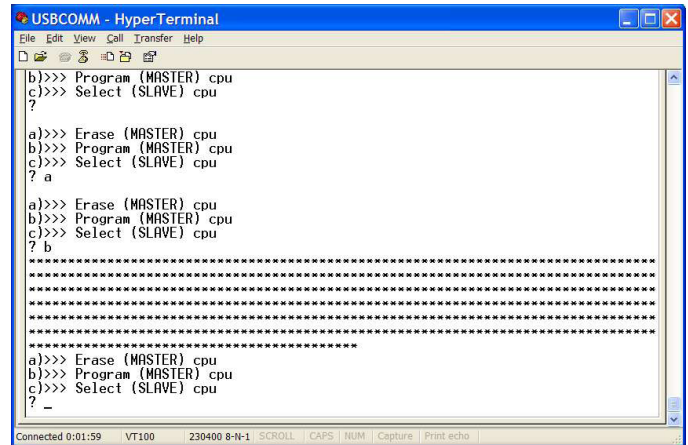 USBCOMM - HyperTerminal
File Edit View Call Transfer Help
b)>>> Program (MASTER) cpu
c)>>> Select (SLAVE) cpu
?
a)>>> Erase (MASTER) cpu
b)>>> Program (MASTER) cpu
c)>>> Select (SLAVE) cpu
? a
a)>>> Erase (MASTER) cpu
b)>>> Program (MASTER) cpu
c)>>> Select (SLAVE) cpu
? b
********************************************************************************
********************************************************************************
********************************************************************************
********************************************************************************
********************************************************************************
********************************************************************************
******************************************
a)>>> Erase (MASTER) cpu
b)>>> Program (MASTER) cpu
c)>>> Select (SLAVE) cpu
? _
Connected 0:01:59 VT100 230400 8-N-1 SCROLL CAPS NUM Capture Print echo